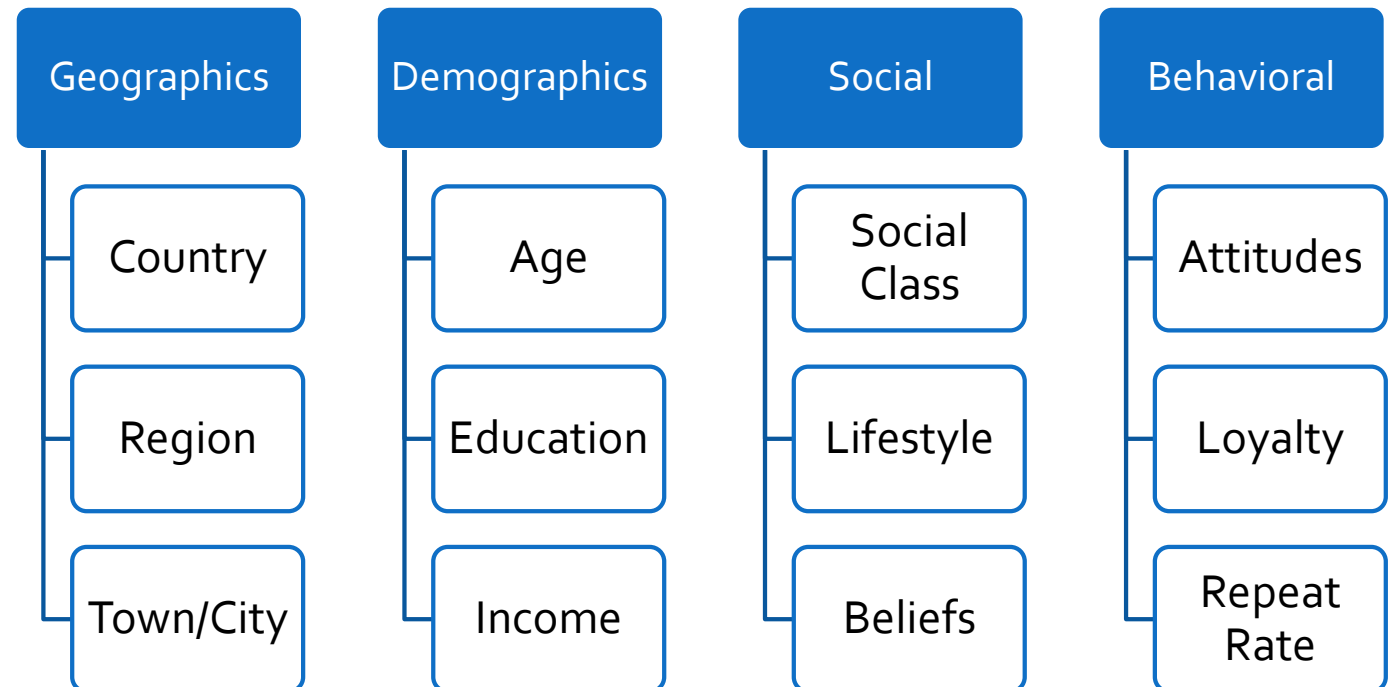 Geographics
Country
Region
Town/City
Demographics
Age
Education
Income
Social
Social
Class
Lifestyle
Beliefs
Behavioral
Attitudes
Loyalty
Repeat
Rate